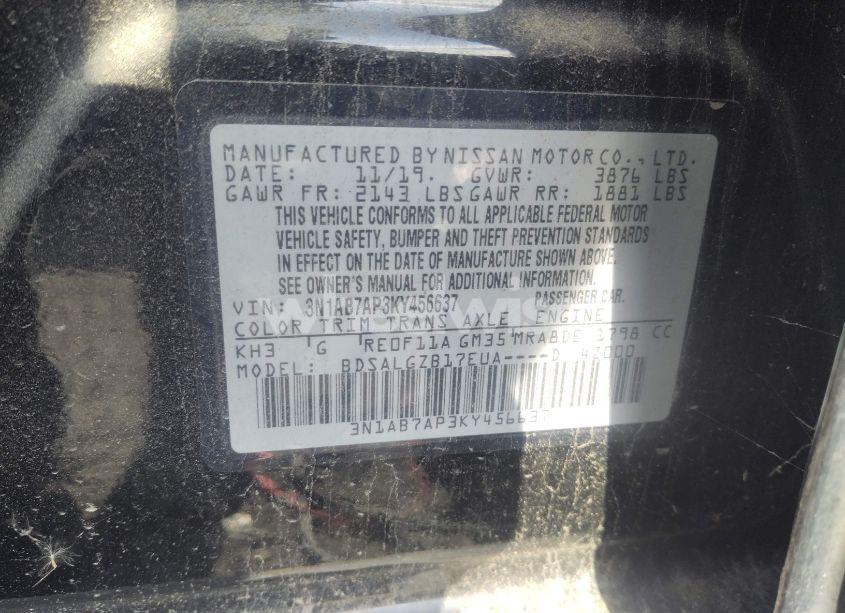 MANUFACTURED BY NISSAN MOTOR CO., LTD.
DATE: 11/19. GVWR: 3876 LBS
GAWR FR: 2143 LBS GAWR RR: 1881 LBS
THIS VEHICLE CONFORMS TO ALL APPLICABLE FEDERAL MOTOR
VEHICLE SAFETY, BUMPER AND THEFT PREVENTION STANDARDS
IN EFFECT ON THE DATE OF MANUFACTURE SHOWN ABOVE.
SEE OWNER'S MANUAL FOR ADDITIONAL INFORMATION.
VIN: 3N1AB7AP3KY456637 PASSENGER CAR.
COLOR TRIM TRANS AXLE ENGINE
KH3 G RE0F11A GM35 MRA8DE 1798 CC
MODEL: BDSALGZB17EUA----D 4Z000
3N1AB7AP3KY456637